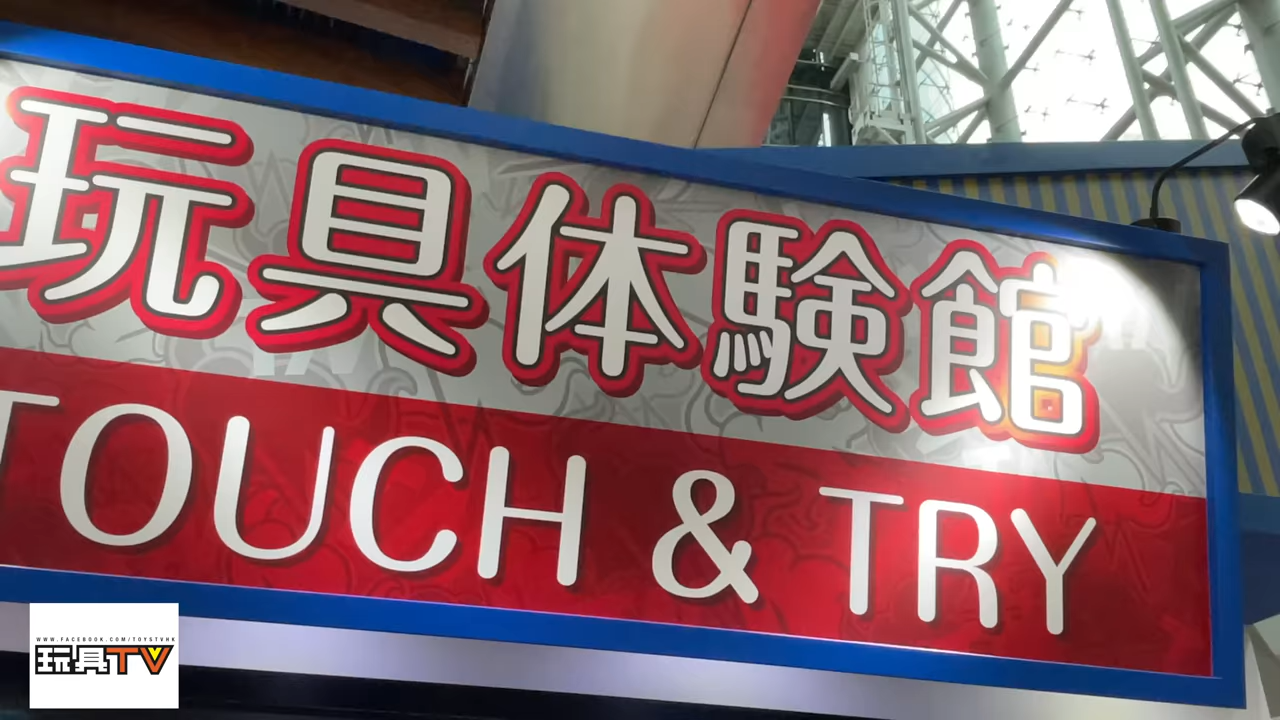 玩具体験館
TOUCH & TRY
WWW.FACEBOOK.COM/TOYSTVHK
玩具TV